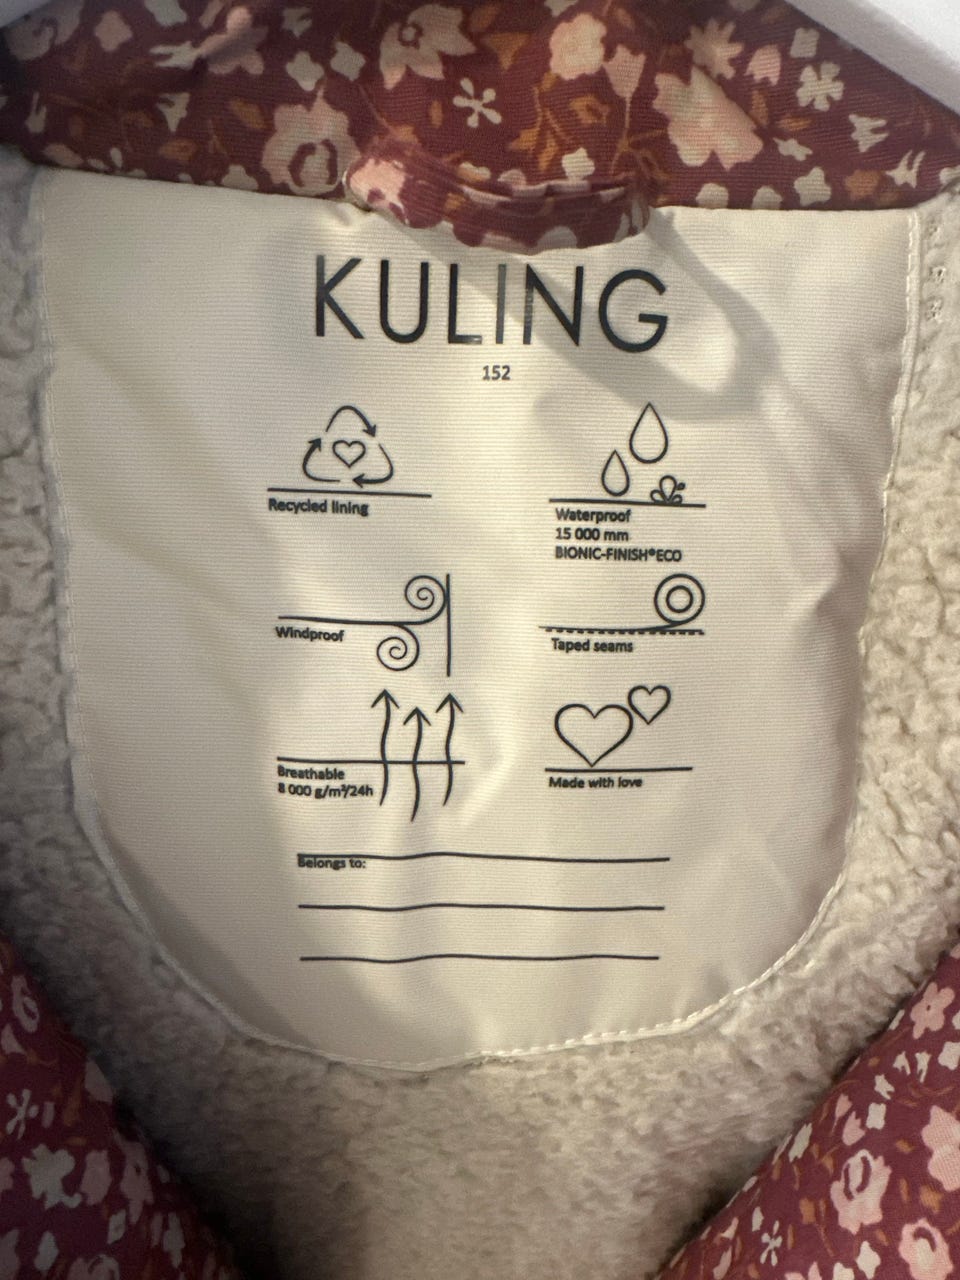 KULING
152
Recycled lining
Waterproof
15 000 mm
BIONIC-FINISH®ECO
Windproof
Taped seams
Breathable
8 000 g/m²/24h
Made with love
Belongs to: